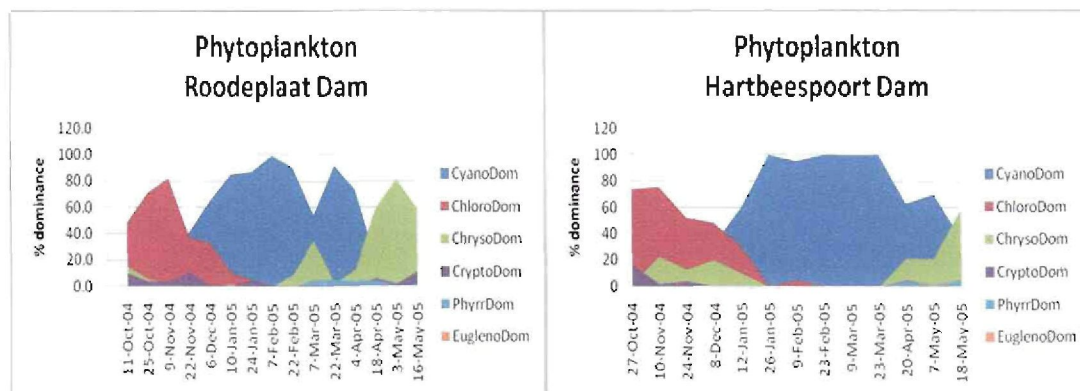 Phytoplankton
Roodeplaat Dam
% dominance
120.0
100.0
80.0
60.0
40.0
20.0
0.0
11-Oct-04
25-Oct-04
9-Nov-04
22-Nov-04
6-Dec-04
10-Jan-05
24-Jan-05
7-Feb-05
22-Feb-05
7-Mar-05
22-Mar-05
4-Apr-05
18-Apr-05
3-May-05
16-May-05
CyanoDom
ChloroDom
ChrysoDom
CryptoDom
PhyrrDom
EuglenoDom
Phytoplankton
Hartbeespoort Dam
% dominance
120
100
80
60
40
20
0
27-Oct-04
10-Nov-04
24-Nov-04
8-Dec-04
12-Jan-05
26-Jan-05
9-Feb-05
23-Feb-05
9-Mar-05
23-Mar-05
20-Apr-05
7-May-05
18-May-05
CyanoDom
ChloroDom
ChrysoDom
CryptoDom
PhyrrDom
EuglenoDom